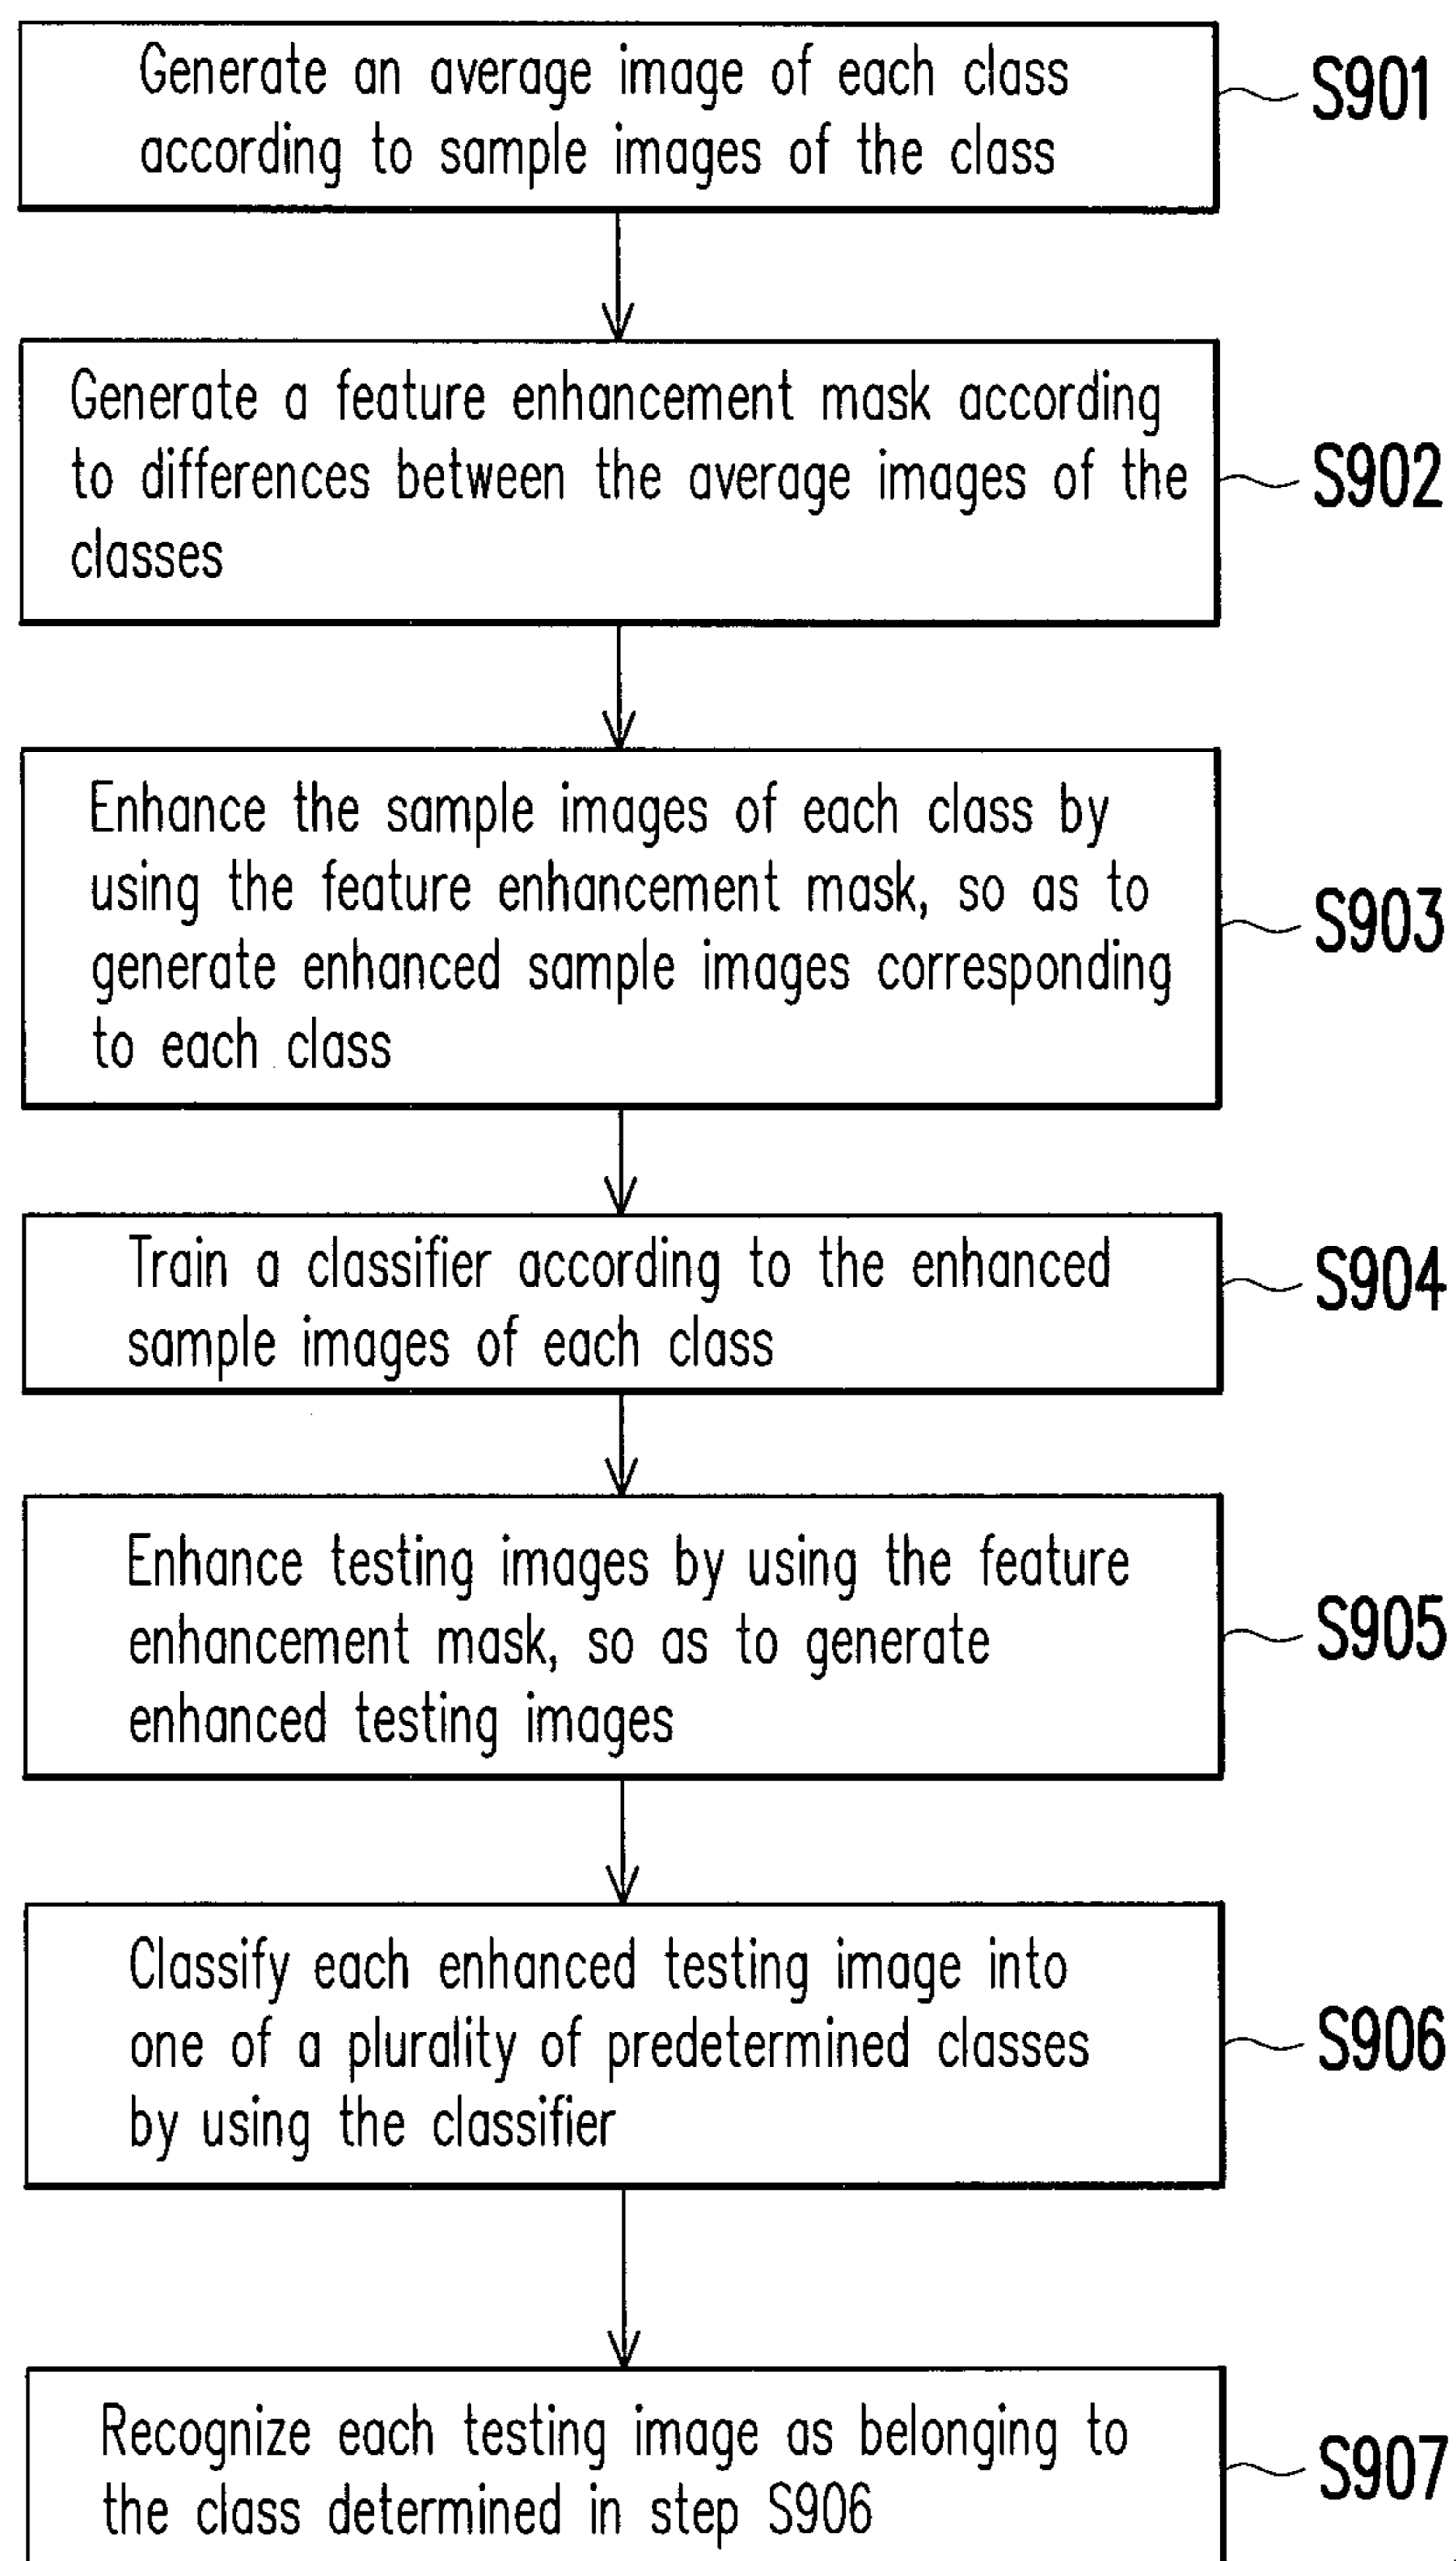 Generate an average image of each class
according to sample images of the class
S901
Generate a feature enhancement mask according
to differences between the average images of the
classes
S902
Enhance the sample images of each class by
using the feature enhancement mask, so as to
generate enhanced sample images corresponding
to each class
S903
Train a classifier according to the enhanced
sample images of each class
S904
Enhance testing images by using the feature
enhancement mask, so as to generate
enhanced testing images
S905
Classify each enhanced testing image into
one of a plurality of predetermined classes
by using the classifier
S906
Recognize each testing image as belonging to
the class determined in step S906
S907